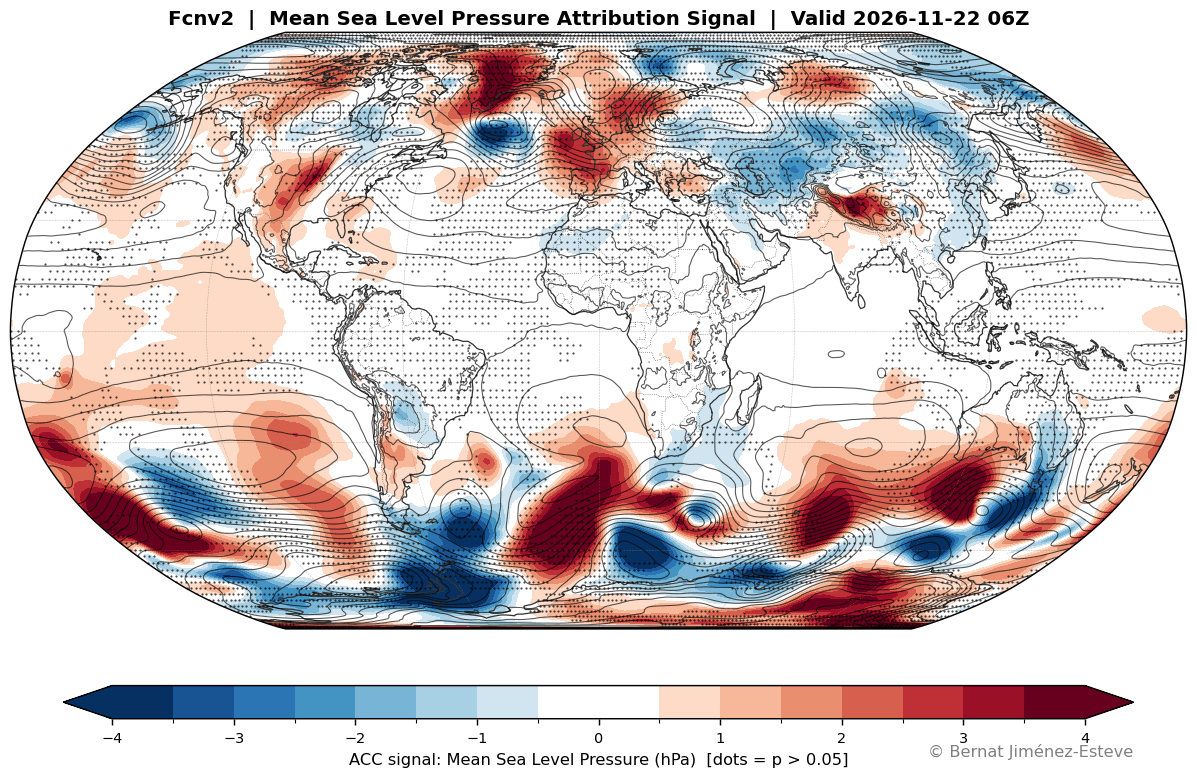 Fcnv2 | Mean Sea Level Pressure Attribution Signal | Valid 2026-11-22 06Z
−4 −3 −2 −1 0 1 2 3 4
ACC signal: Mean Sea Level Pressure (hPa) [dots = p > 0.05]
© Bernat Jiménez-Esteve